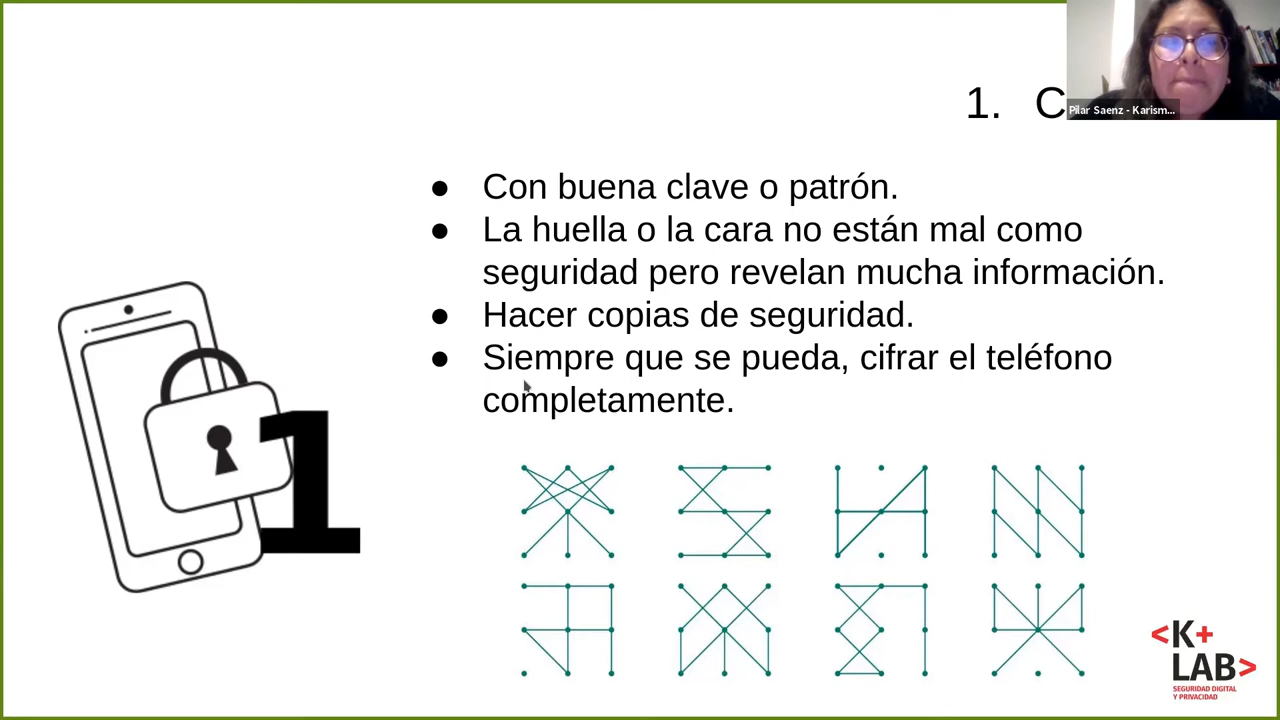 1. C
Pilar Saenz - Karism...
● Con buena clave o patrón.
● La huella o la cara no están mal como
seguridad pero revelan mucha información.
● Hacer copias de seguridad.
● Siempre que se pueda, cifrar el teléfono
completamente.
1
<K+
LAB>
SEGURIDAD DIGITAL
Y PRIVACIDAD